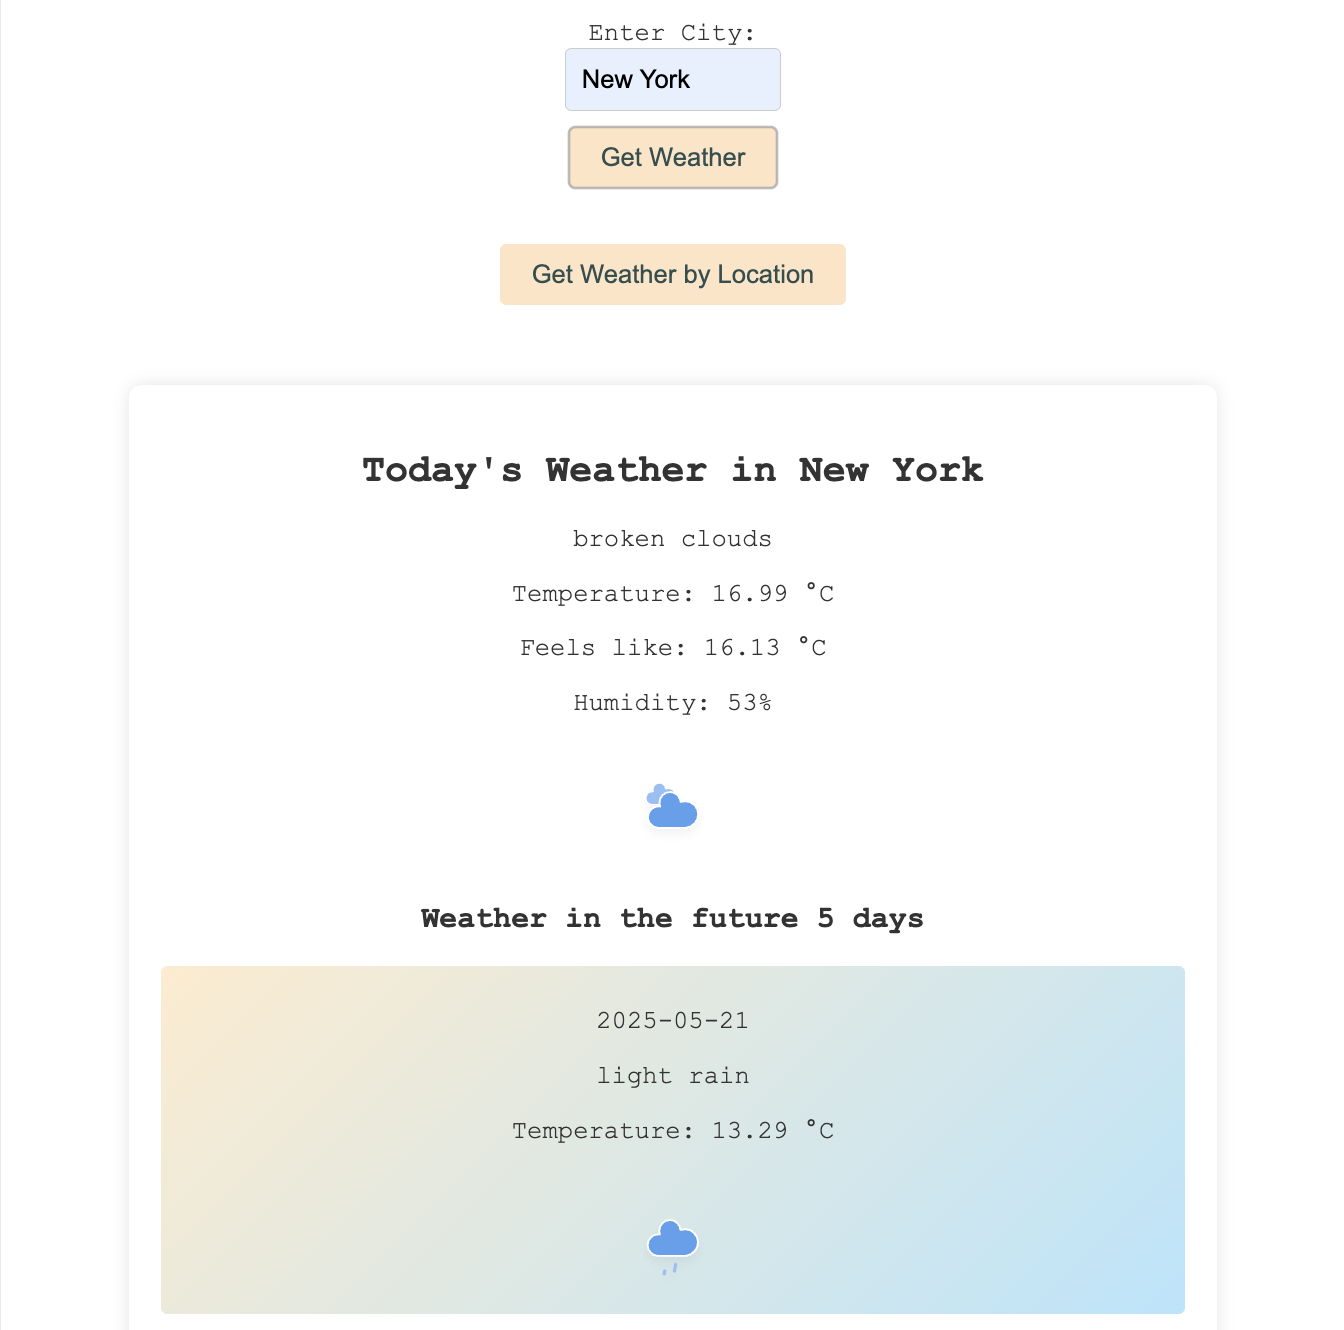 Enter City:
New York
Get Weather
Get Weather by Location
Today's Weather in New York
broken clouds
Temperature: 16.99 °C
Feels like: 16.13 °C
Humidity: 53%
Weather in the future 5 days
2025-05-21
light rain
Temperature: 13.29 °C